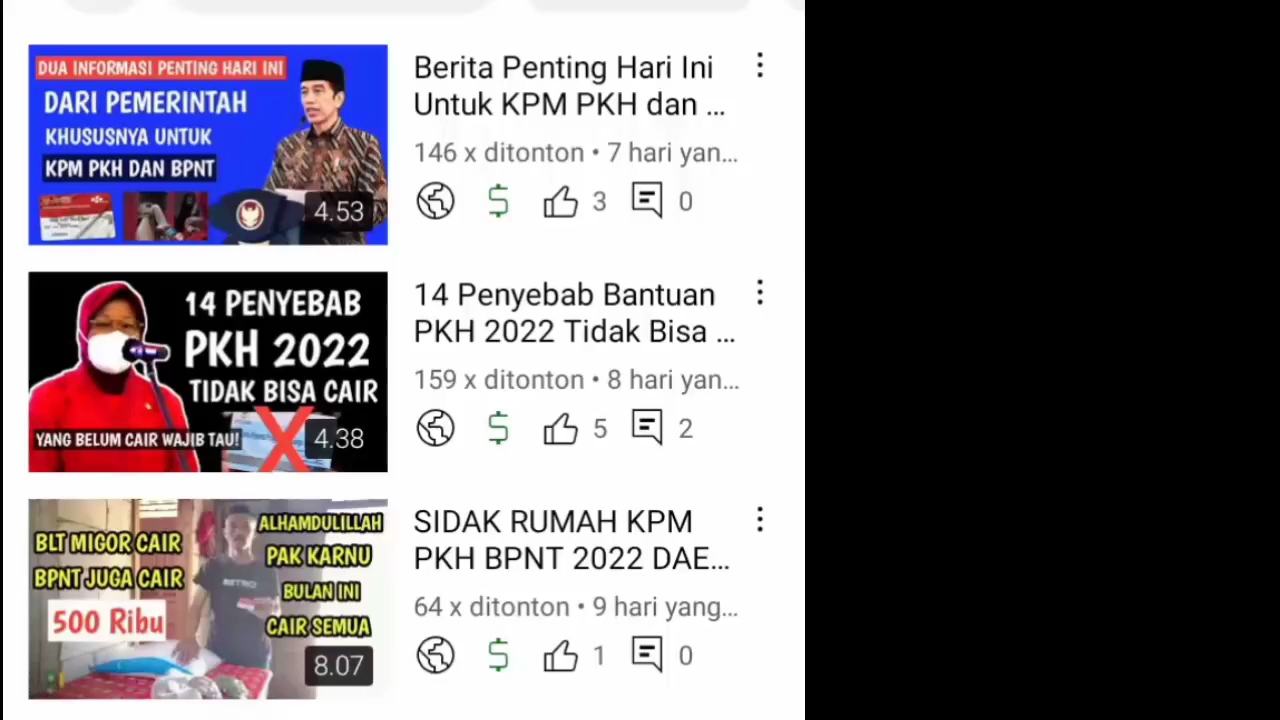 DUA INFORMASI PENTING HARI INI
DARI PEMERINTAH
KHUSUSNYA UNTUK
KPM PKH DAN BPNT
4.53
Berita Penting Hari Ini
Untuk KPM PKH dan ...
146 x ditonton • 7 hari yan...
3 0
14 PENYEBAB
PKH 2022
TIDAK BISA CAIR
YANG BELUM CAIR WAJIB TAU!
4.38
14 Penyebab Bantuan
PKH 2022 Tidak Bisa ...
159 x ditonton • 8 hari yan...
5 2
BLT MIGOR CAIR
BPNT JUGA CAIR
500 Ribu
ALHAMDULILLAH
PAK KARNU
BULAN INI
CAIR SEMUA
8.07
SIDAK RUMAH KPM
PKH BPNT 2022 DAE...
64 x ditonton • 9 hari yang...
1 0